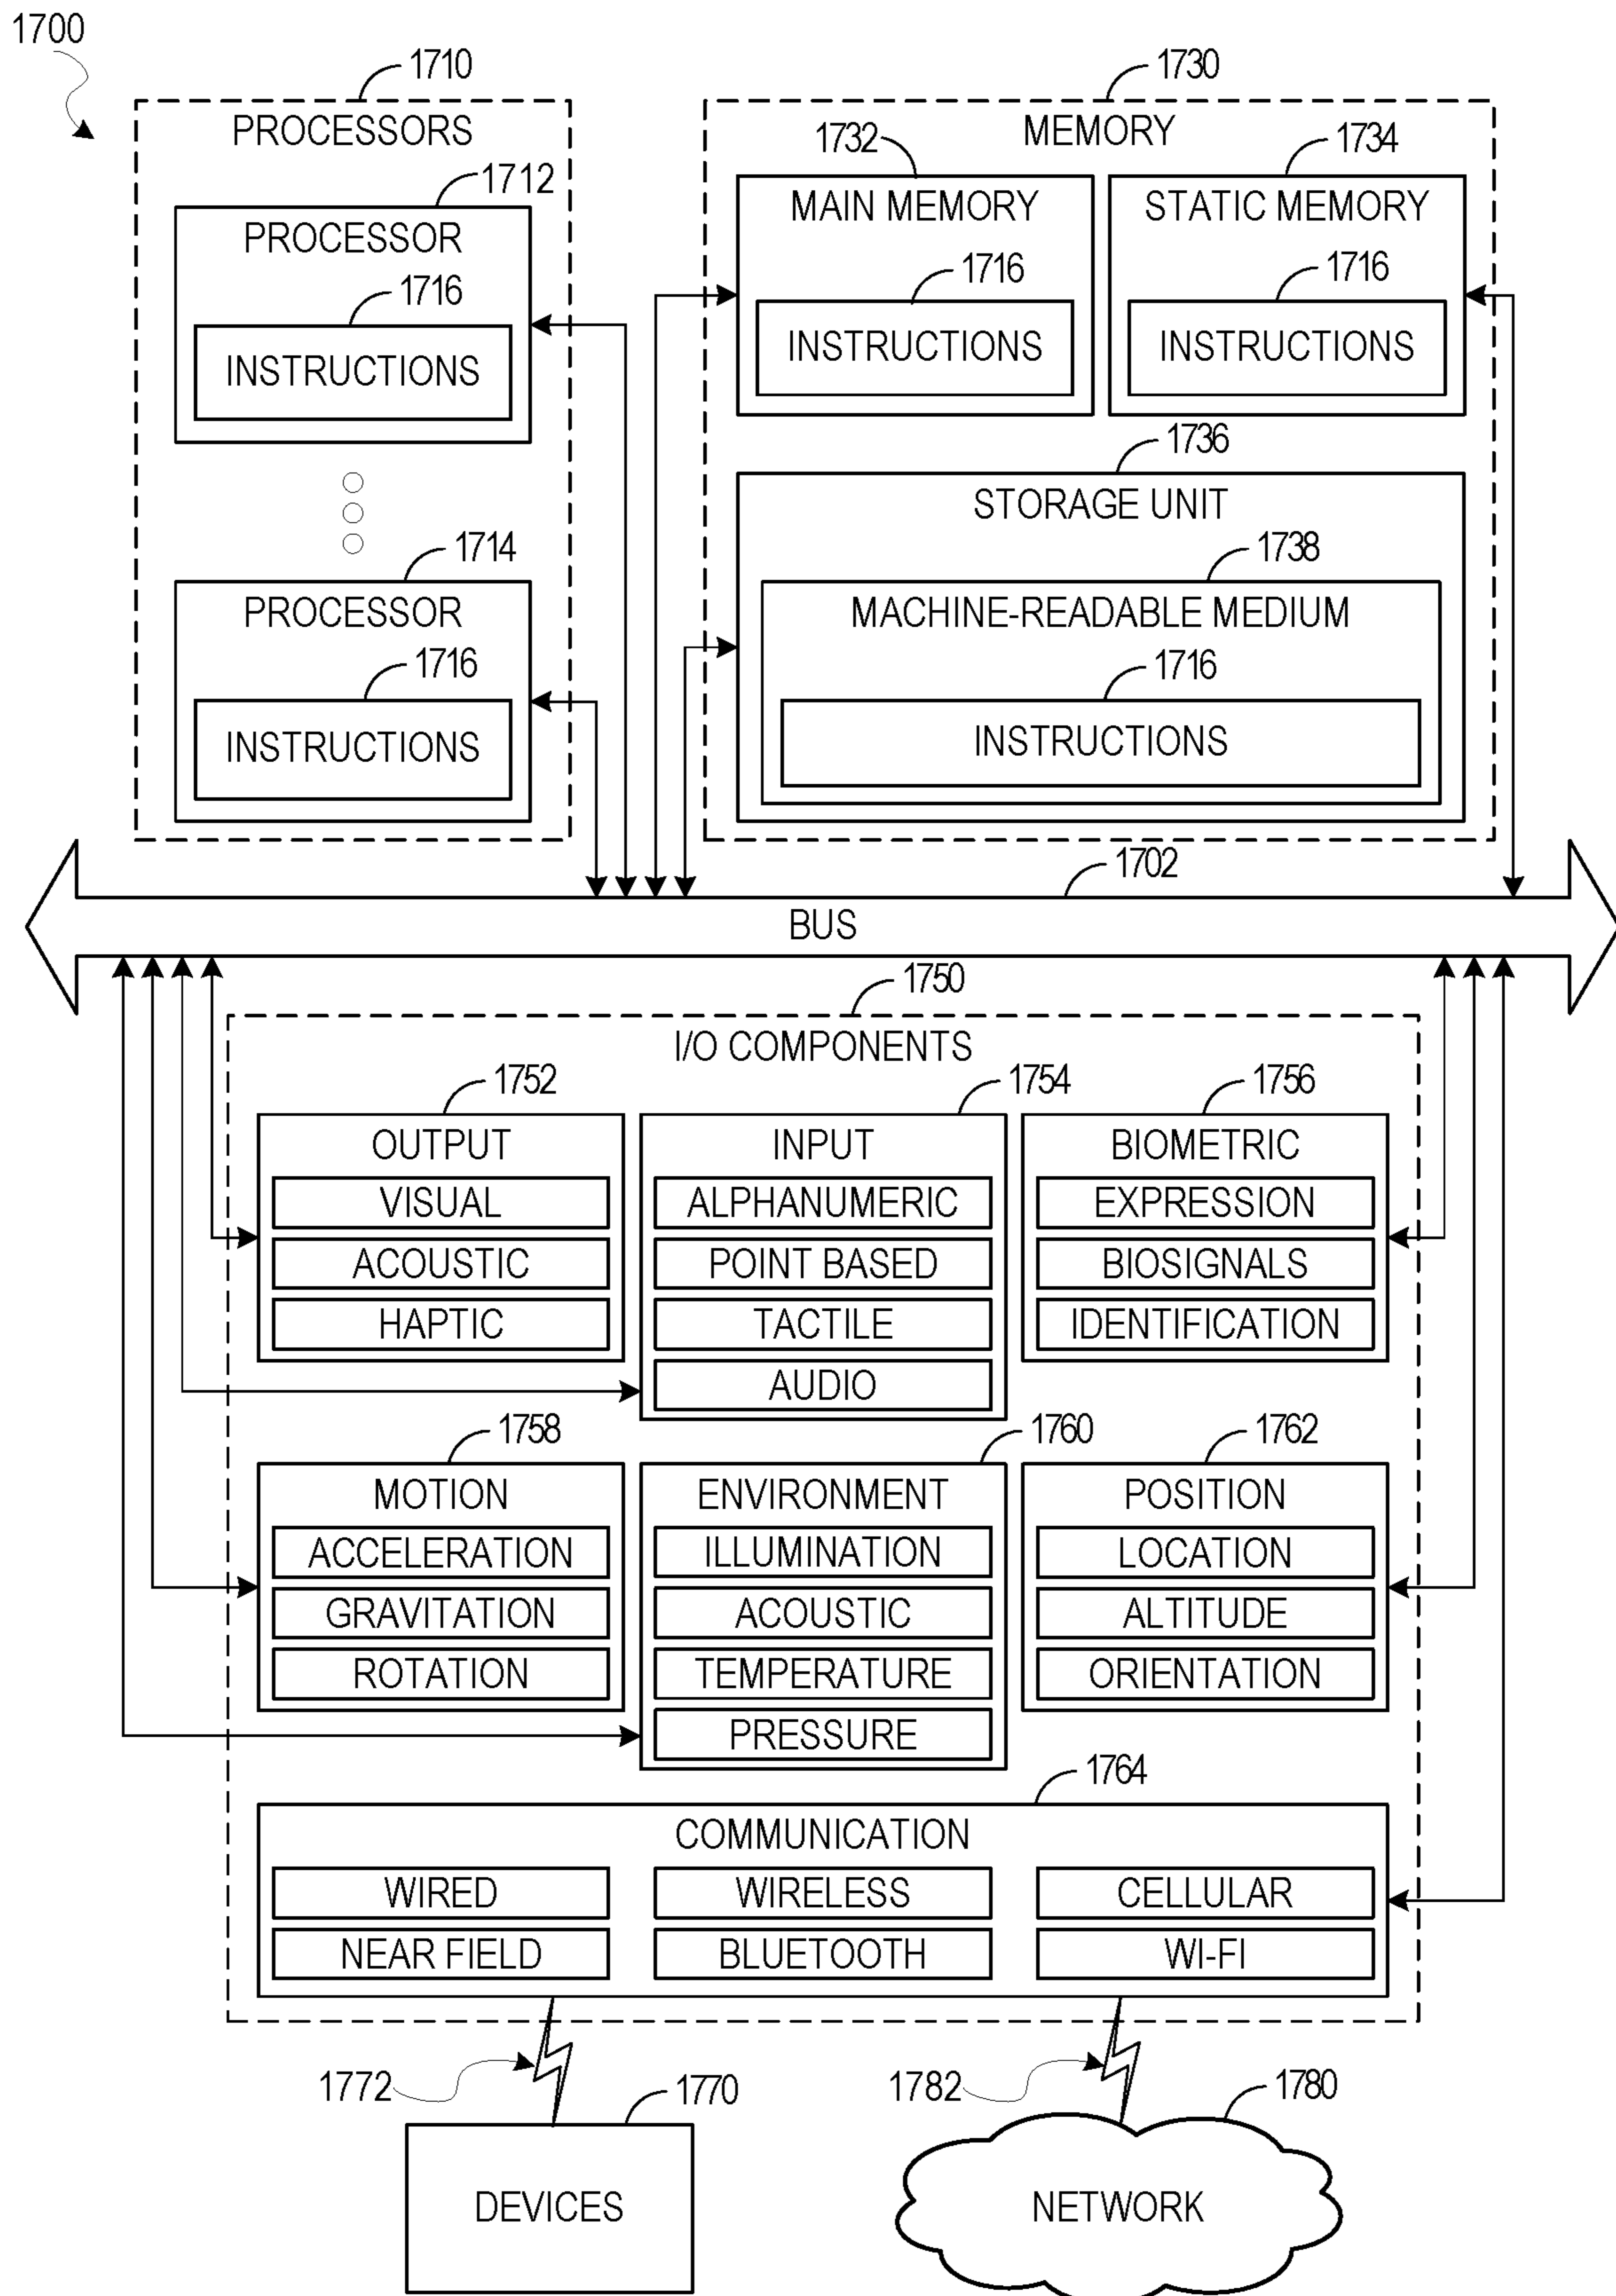 1700
1710
PROCESSORS
1712
PROCESSOR
1716
INSTRUCTIONS
1714
PROCESSOR
1716
INSTRUCTIONS
1730
MEMORY
1732
MAIN MEMORY
1716
INSTRUCTIONS
1734
STATIC MEMORY
1716
INSTRUCTIONS
1736
STORAGE UNIT
1738
MACHINE-READABLE MEDIUM
1716
INSTRUCTIONS
1702
BUS
1750
I/O COMPONENTS
1752
OUTPUT
VISUAL
ACOUSTIC
HAPTIC
1754
INPUT
ALPHANUMERIC
POINT BASED
TACTILE
AUDIO
1756
BIOMETRIC
EXPRESSION
BIOSIGNALS
IDENTIFICATION
1758
MOTION
ACCELERATION
GRAVITATION
ROTATION
1760
ENVIRONMENT
ILLUMINATION
ACOUSTIC
TEMPERATURE
PRESSURE
1762
POSITION
LOCATION
ALTITUDE
ORIENTATION
1764
COMMUNICATION
WIRED
WIRELESS
CELLULAR
NEAR FIELD
BLUETOOTH
WI-FI
1772
1770
DEVICES
1782
1780
NETWORK